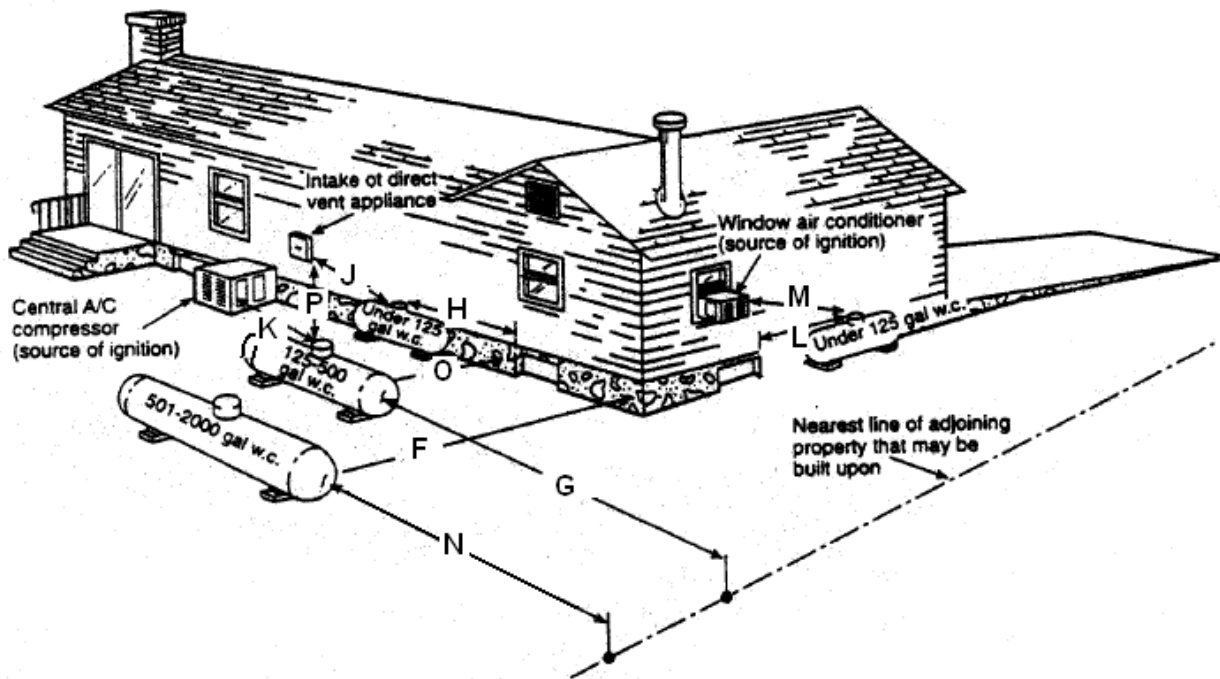 Intake ot direct
vent appliance
Window air conditioner
(source of ignition)
J
M
P
H
Under 125
gal w.c.
L
Under 125 gal w.c.
Central A/C
compressor
(source of ignition)
K
125-500
gal w.c.
O
501-2000 gal w.c.
F
Nearest line of adjoining
property that may be
built upon
G
N